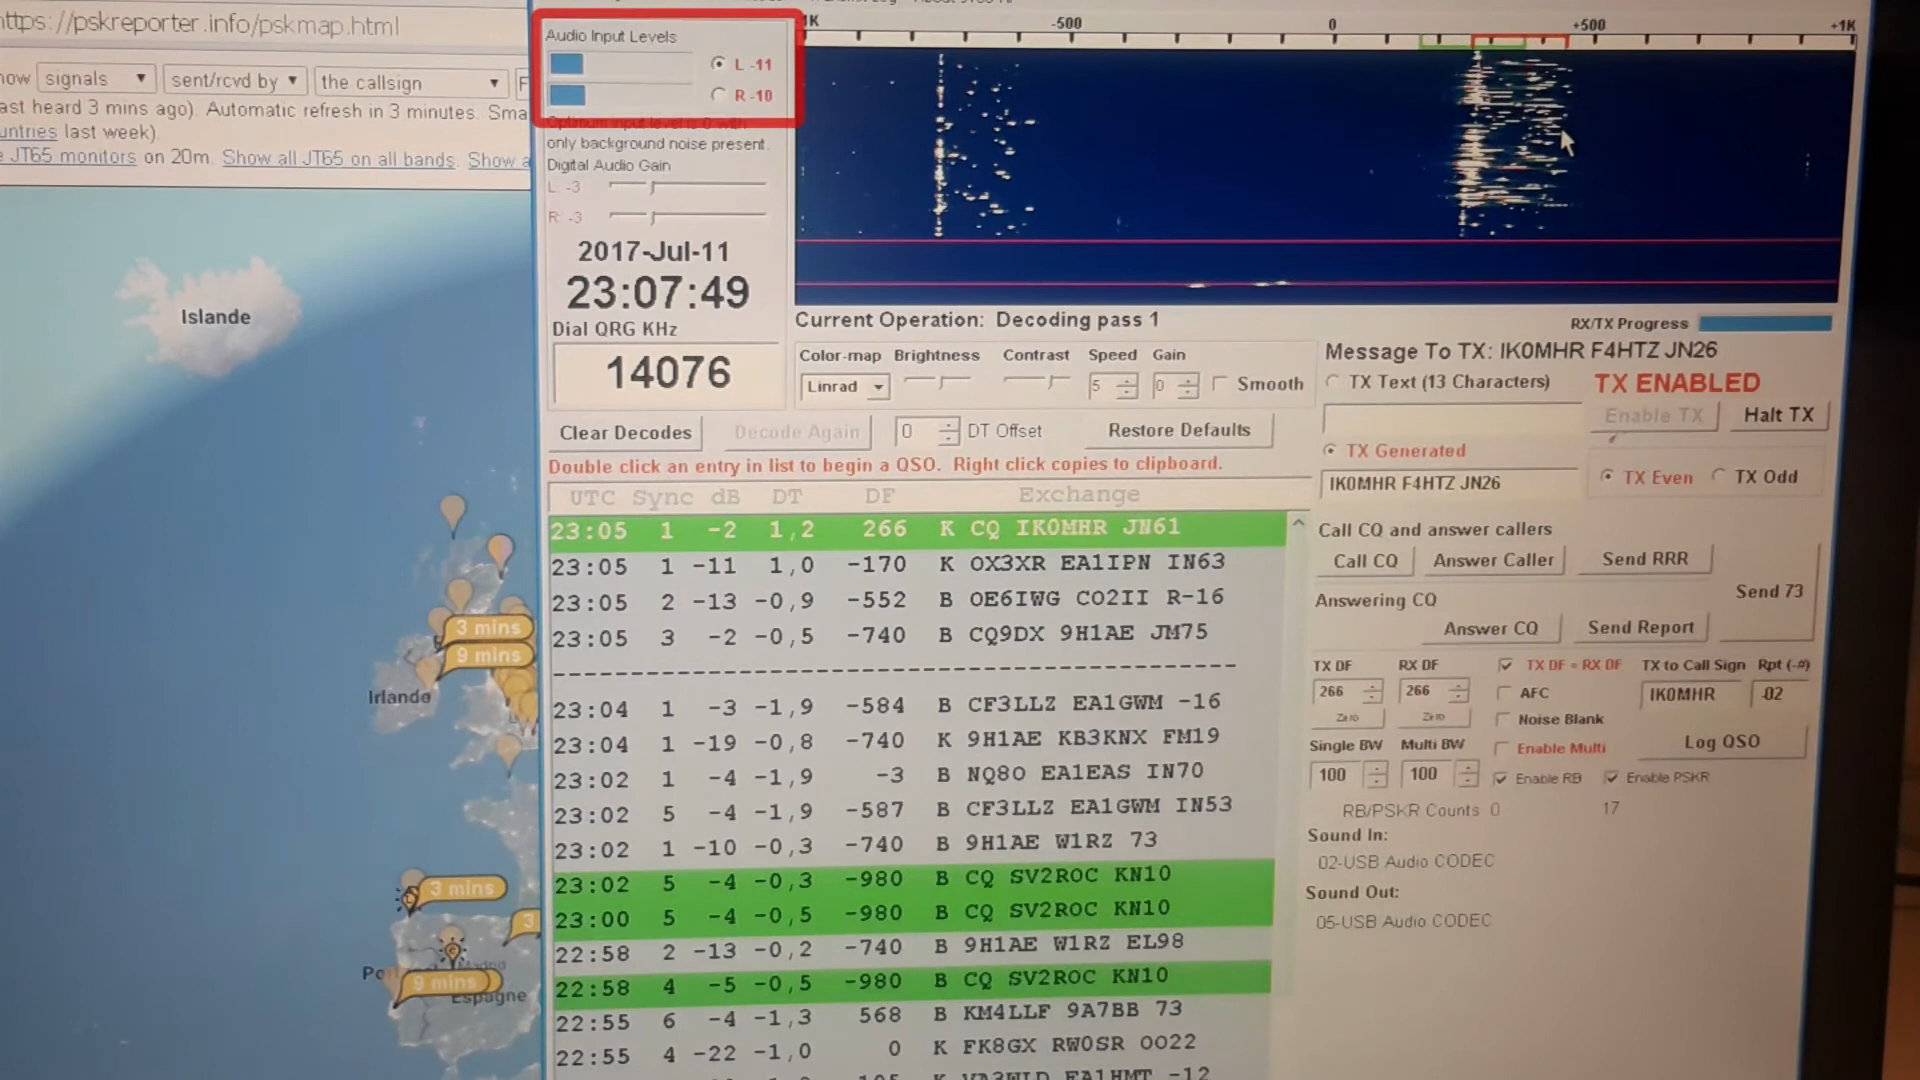 ttps://pskreporter.info/pskmap.html
signals
sent/rcvd by
the callsign
ast heard 3 mins ago). Automatic refresh in 3 minutes. Sma
untries last week).
JT65 monitors on 20m. Show all JT65 on all bands. Show a
Islande
Irlande
3 mins
9 mins
3 mins
3
Madrid
9 mins
Espagne
Audio Input Levels
L -11
R -10
Optimum input level is 0 with
only background noise present.
Digital Audio Gain
L: -3
R: -3
2017-Jul-11
23:07:49
Dial QRG KHz
14076
1K
-500
0
+500
+1K
Current Operation: Decoding pass 1
RX/TX Progress
Color-map Brightness Contrast Speed Gain
Linrad 5 0 Smooth
Clear Decodes Decode Again 0 DT Offset Restore Defaults
Double click an entry in list to begin a QSO. Right click copies to clipboard.
UTC Sync dB DT DF Exchange
23:05 1 -2 1,2 266 K CQ IK0MHR JN61
23:05 1 -11 1,0 -170 K OX3XR EA1IPN IN63
23:05 2 -13 -0,9 -552 B OE6IWG CO2II R-16
23:05 3 -2 -0,5 -740 B CQ9DX 9H1AE JM75
23:04 1 -3 -1,9 -584 B CF3LLZ EA1GWM -16
23:04 1 -19 -0,8 -740 K 9H1AE KB3KNX FM19
23:02 1 -4 -1,9 -3 B NQ8O EA1EAS IN70
23:02 5 -4 -1,9 -587 B CF3LLZ EA1GWM IN53
23:02 1 -10 -0,3 -740 B 9H1AE W1RZ 73
23:02 5 -4 -0,3 -980 B CQ SV2ROC KN10
23:00 5 -4 -0,5 -980 B CQ SV2ROC KN10
22:58 2 -13 -0,2 -740 B 9H1AE W1RZ EL98
22:58 4 -5 -0,5 -980 B CQ SV2ROC KN10
22:55 6 -4 -1,3 568 B KM4LLF 9A7BB 73
22:55 4 -22 -1,0 0 K FK8GX RW0SR OO22
EA1HMT -12
Message To TX: IK0MHR F4HTZ JN26
TX Text (13 Characters)
TX ENABLED
Enable TX Halt TX
TX Generated
IK0MHR F4HTZ JN26
TX Even TX Odd
Call CQ and answer callers
Call CQ Answer Caller Send RRR
Send 73
Answering CQ
Answer CQ Send Report
TX DF RX DF TX DF = RX DF TX to Call Sign Rpt (-#)
266 266 AFC IK0MHR -02
Zero Zero Noise Blank
Single BW Multi BW Enable Multi Log QSO
100 100 Enable RB Enable PSKR
RB/PSKR Counts 0 17
Sound In:
02-USB Audio CODEC
Sound Out:
05-USB Audio CODEC